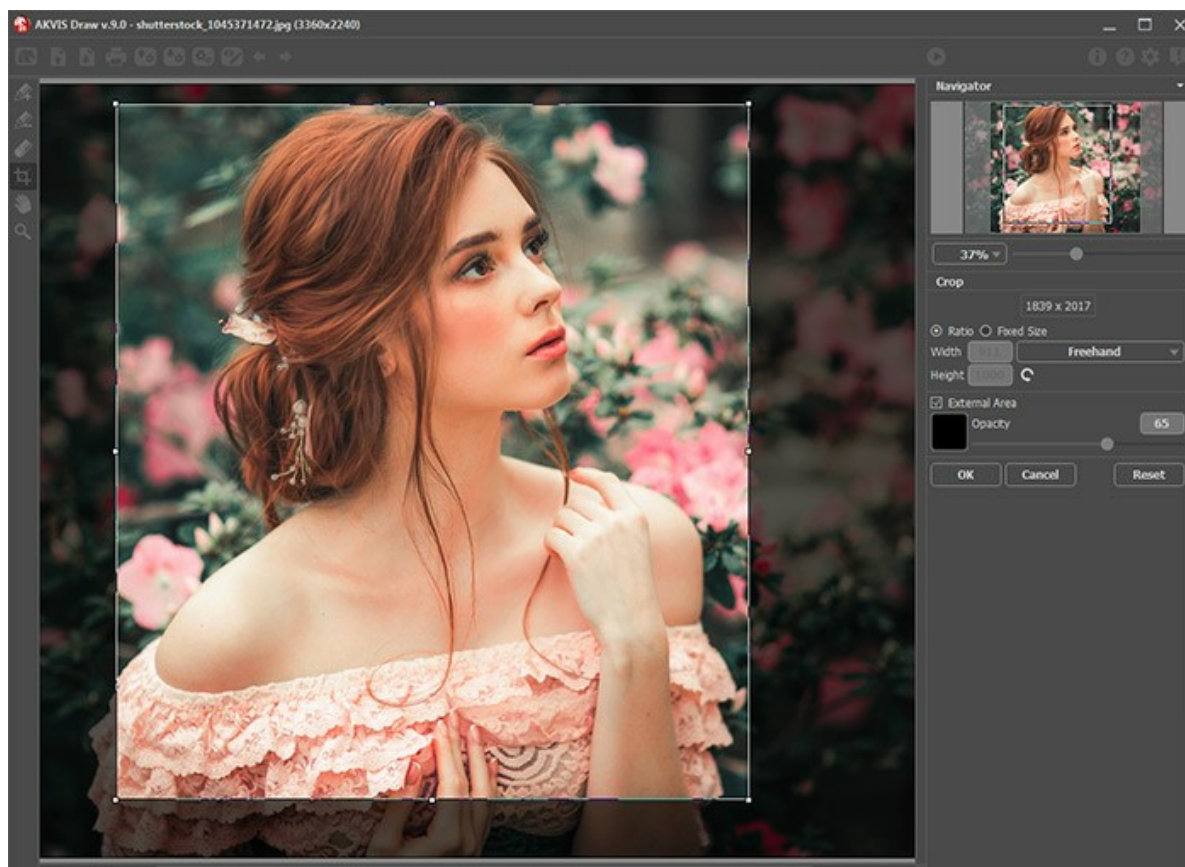 AKVIS Draw v.9.0 - shutterstock_1045371472.jpg (3360x2240)
Navigator
37%
Crop
1839 x 2017
Ratio Fixed Size
Width Freehand
Height 1000
External Area
Opacity 65
OK Cancel Reset